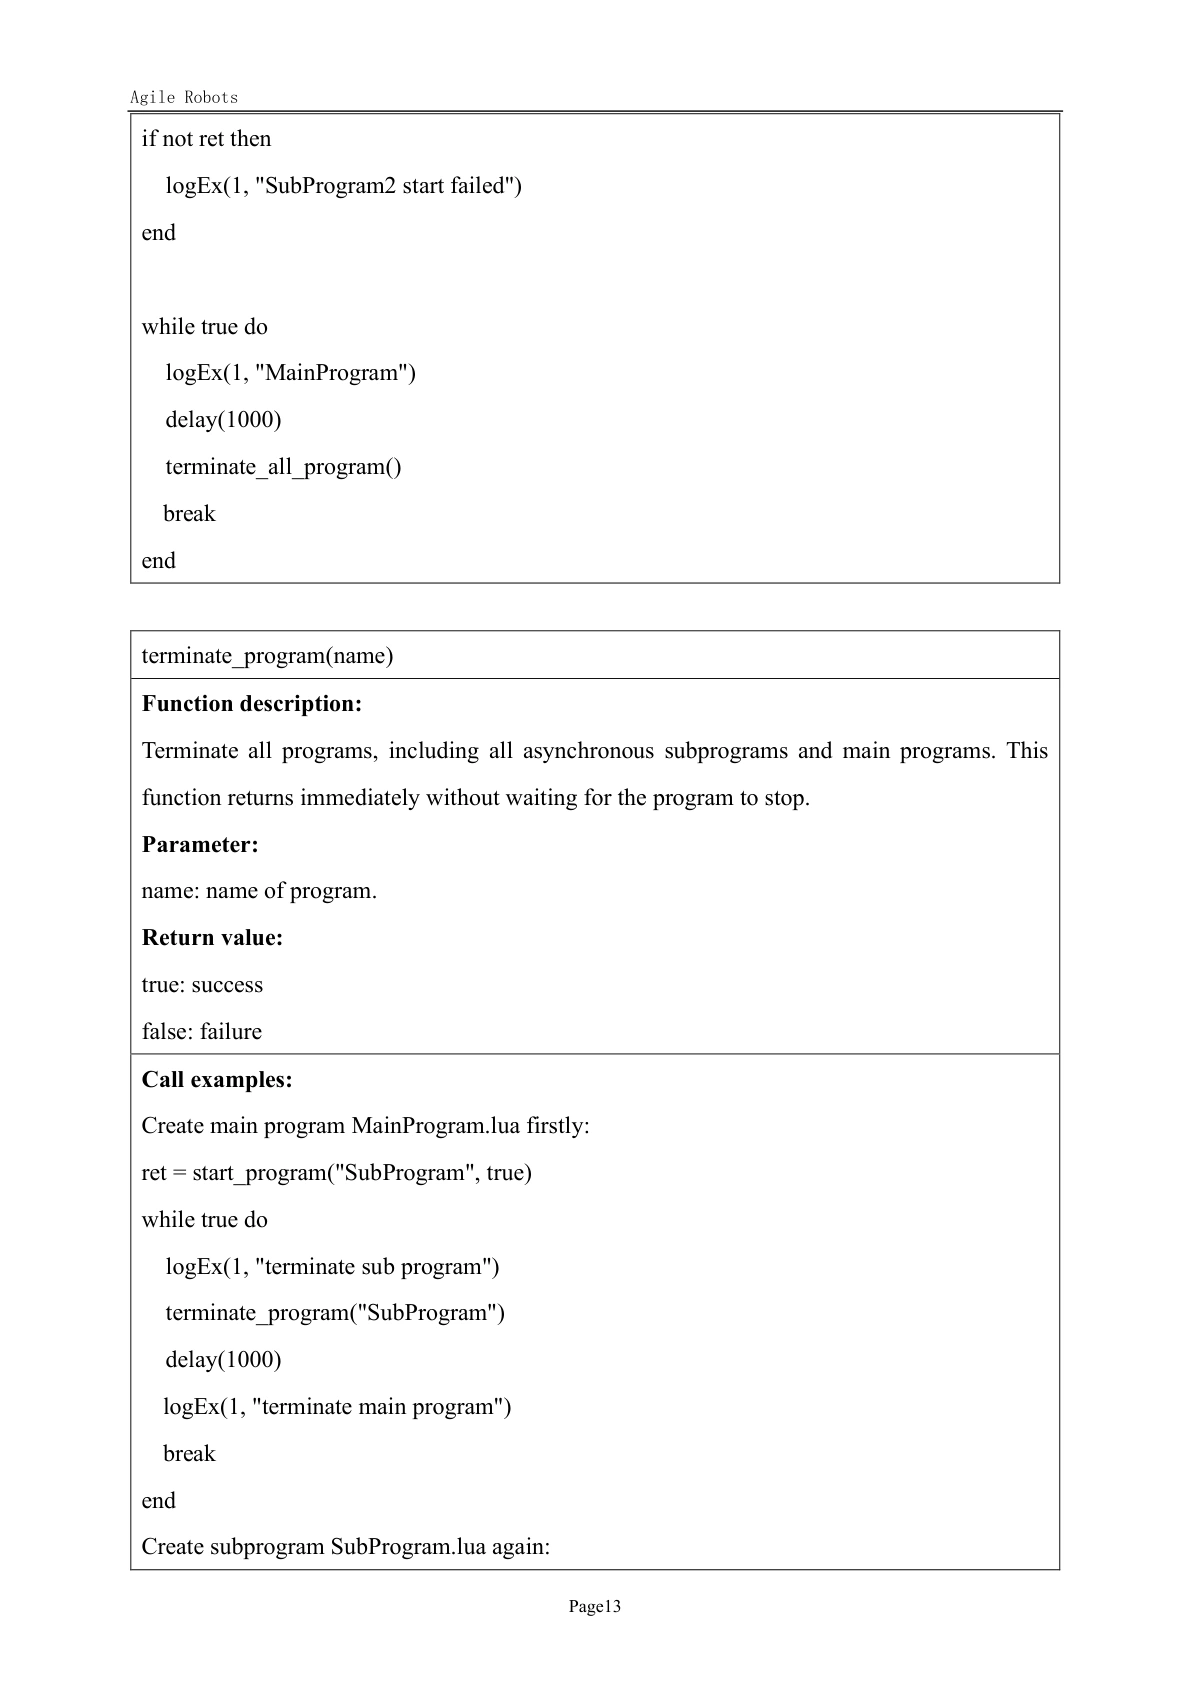 Agile Robots
if not ret then
logEx(1, "SubProgram2 start failed")
end
while true do
logEx(1, "MainProgram")
delay(1000)
terminate_all_program()
break
end
terminate_program(name)
Function description:
Terminate all programs, including all asynchronous subprograms and main programs. This
function returns immediately without waiting for the program to stop.
Parameter:
name: name of program.
Return value:
true: success
false: failure
Call examples:
Create main program MainProgram.lua firstly:
ret = start_program("SubProgram", true)
while true do
logEx(1, "terminate sub program")
terminate_program("SubProgram")
delay(1000)
logEx(1, "terminate main program")
break
end
Create subprogram SubProgram.lua again:
Page13